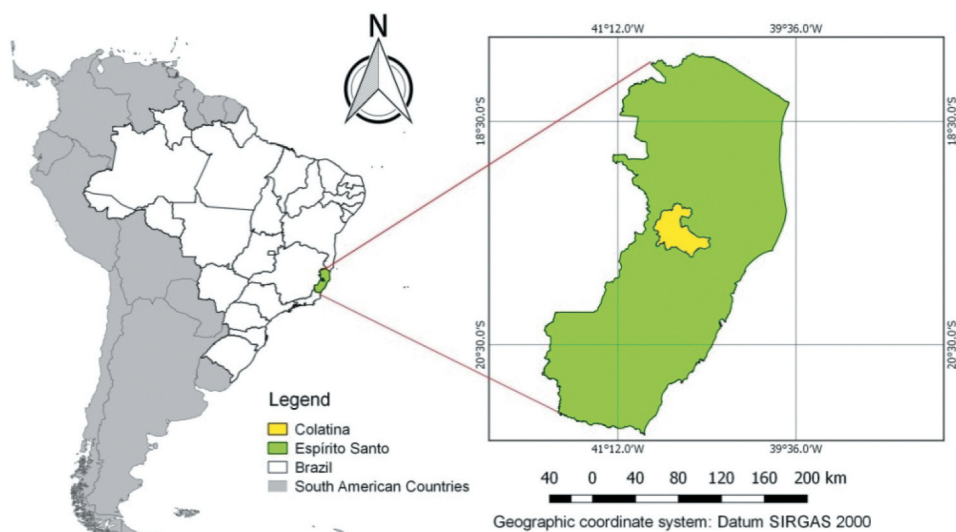 N
41°12.0'W 39°36.0'W
18°30.0'S 18°30.0'S
20°30.0'S 20°30.0'S
41°12.0'W 39°36.0'W
Legend
Colatina
Espírito Santo
Brazil
South American Countries
40 0 40 80 120 160 200 km
Geographic coordinate system: Datum SIRGAS 2000